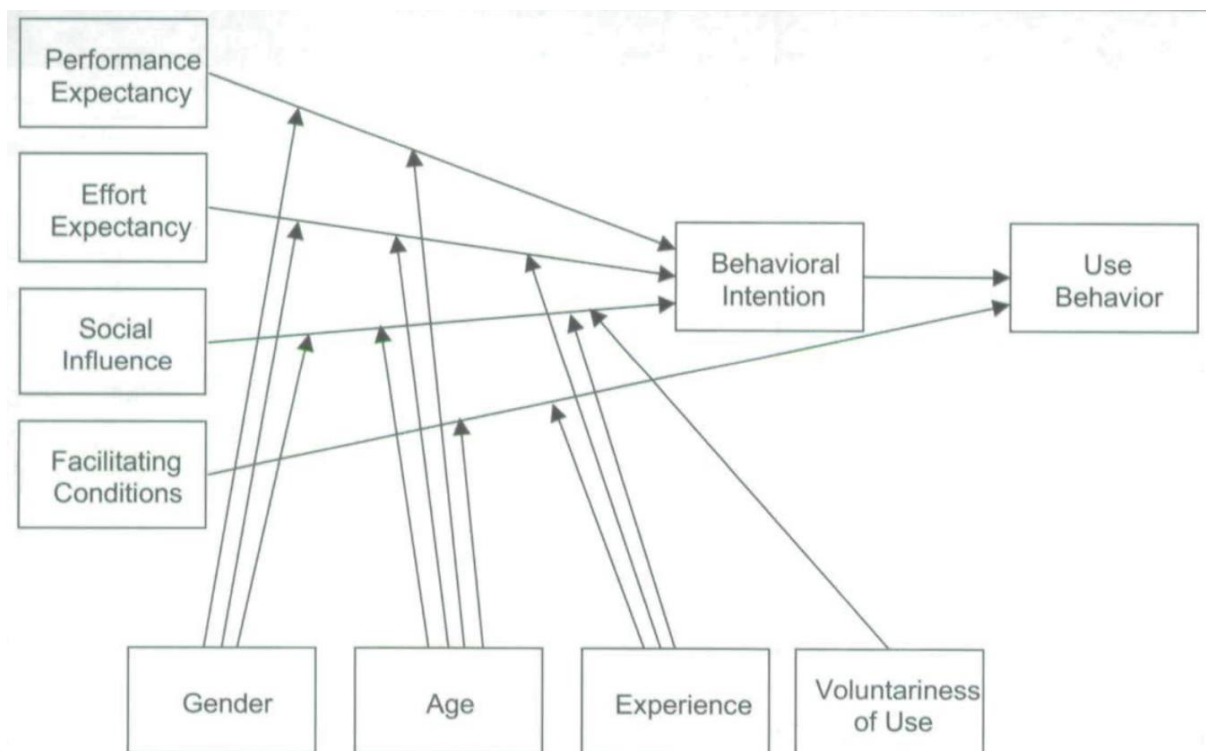 Performance
Expectancy
Effort
Expectancy
Social
Influence
Facilitating
Conditions
Behavioral
Intention
Use
Behavior
Gender
Age
Experience
Voluntariness
of Use